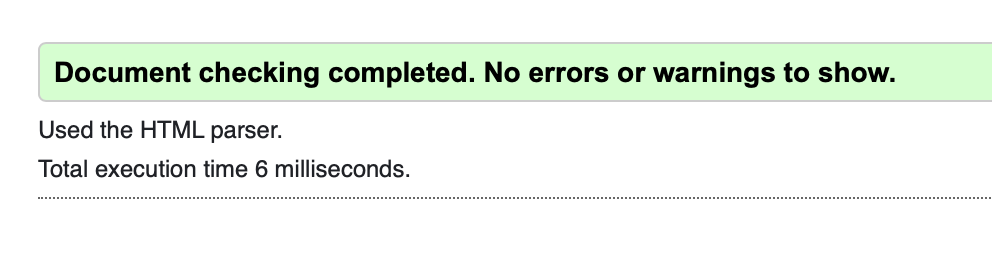 Document checking completed. No errors or warnings to show.
Used the HTML parser.
Total execution time 6 milliseconds.